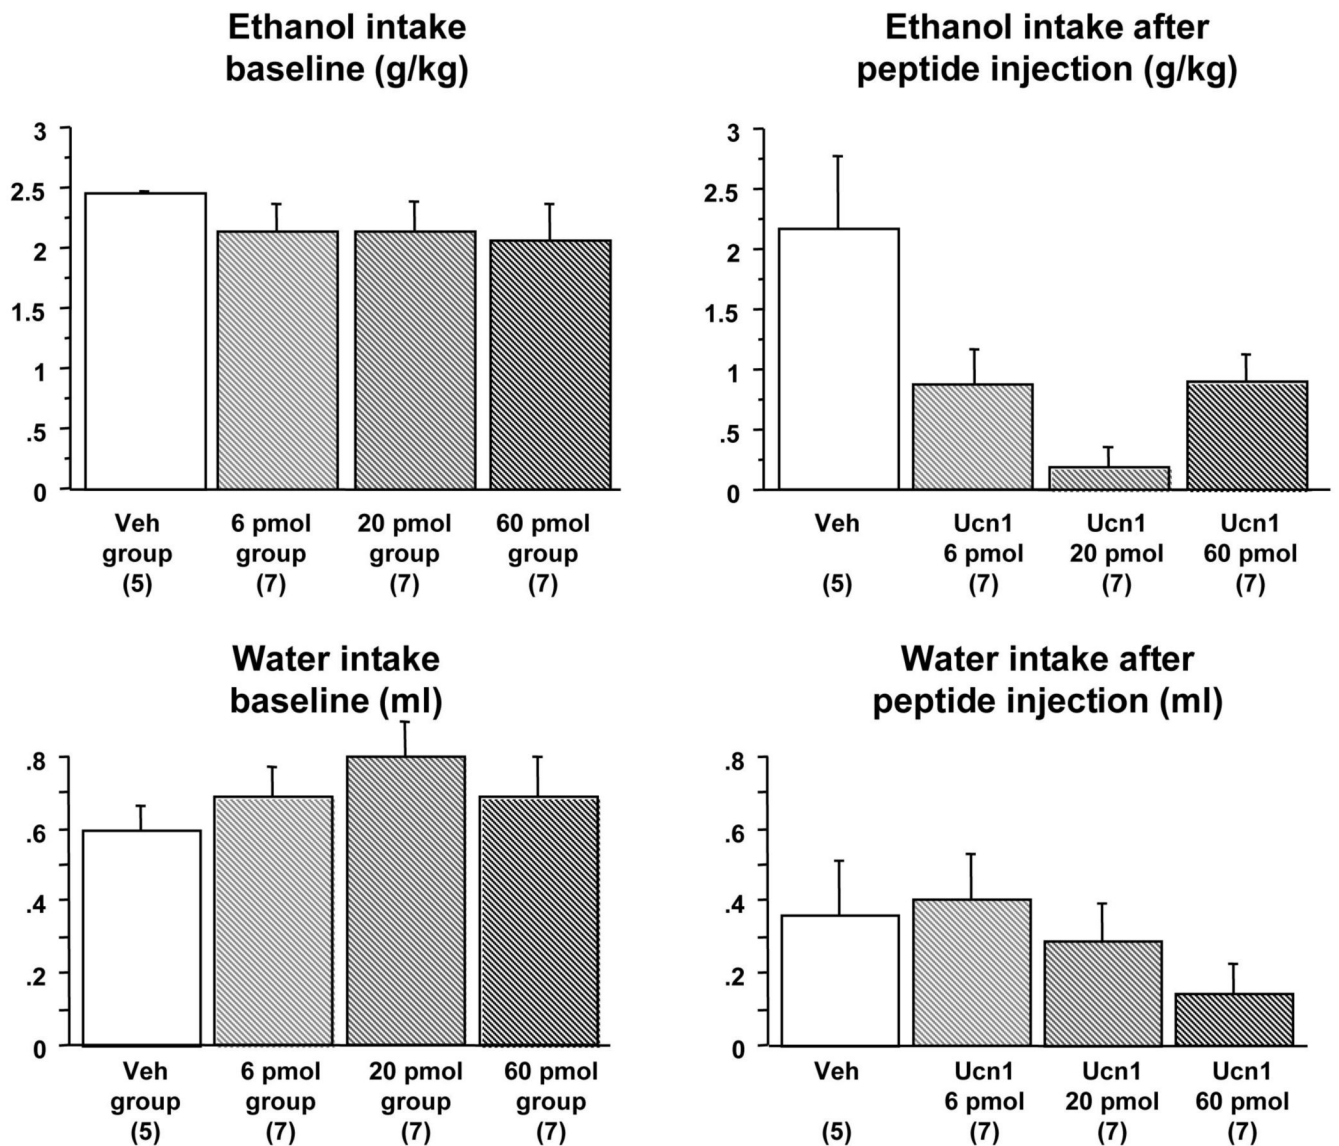 Ethanol intake
baseline (g/kg)
3
2.5
2
1.5
1
.5
0
Veh
group
(5)
6 pmol
group
(7)
20 pmol
group
(7)
60 pmol
group
(7)
Ethanol intake after
peptide injection (g/kg)
3
2.5
2
1.5
1
.5
0
Veh
(5)
Ucn1
6 pmol
(7)
Ucn1
20 pmol
(7)
Ucn1
60 pmol
(7)
Water intake
baseline (ml)
.8
.6
.4
.2
0
Veh
group
(5)
6 pmol
group
(7)
20 pmol
group
(7)
60 pmol
group
(7)
Water intake after
peptide injection (ml)
.8
.6
.4
.2
0
Veh
(5)
Ucn1
6 pmol
(7)
Ucn1
20 pmol
(7)
Ucn1
60 pmol
(7)